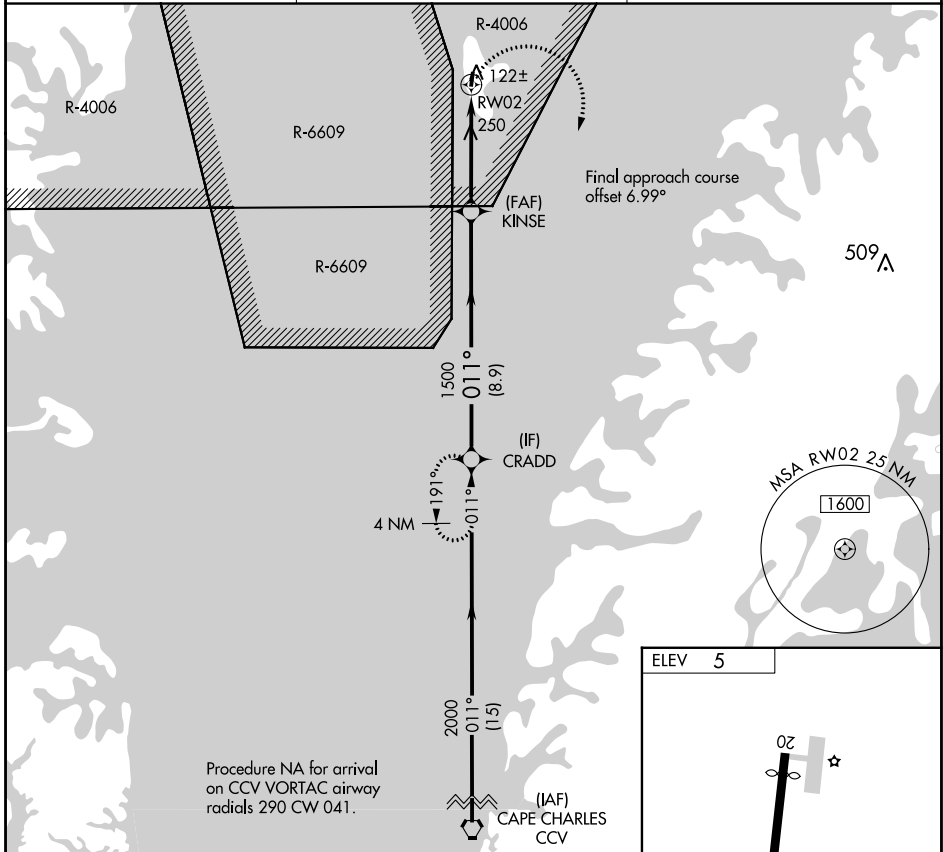 R-4006
122±
R-4006
RW02
250
R-6609
Final approach course
offset 6.99°
(FAF)
KINSE
509
R-6609
1500
011°
(8.9)
(IF)
CRADD
MSA RW02 25 NM
1600
191°
011°
4 NM
ELEV 5
20
2000
011°
(15)
Procedure NA for arrival
on CCV VORTAC airway
radials 290 CW 041.
(IAF)
CAPE CHARLES
CCV